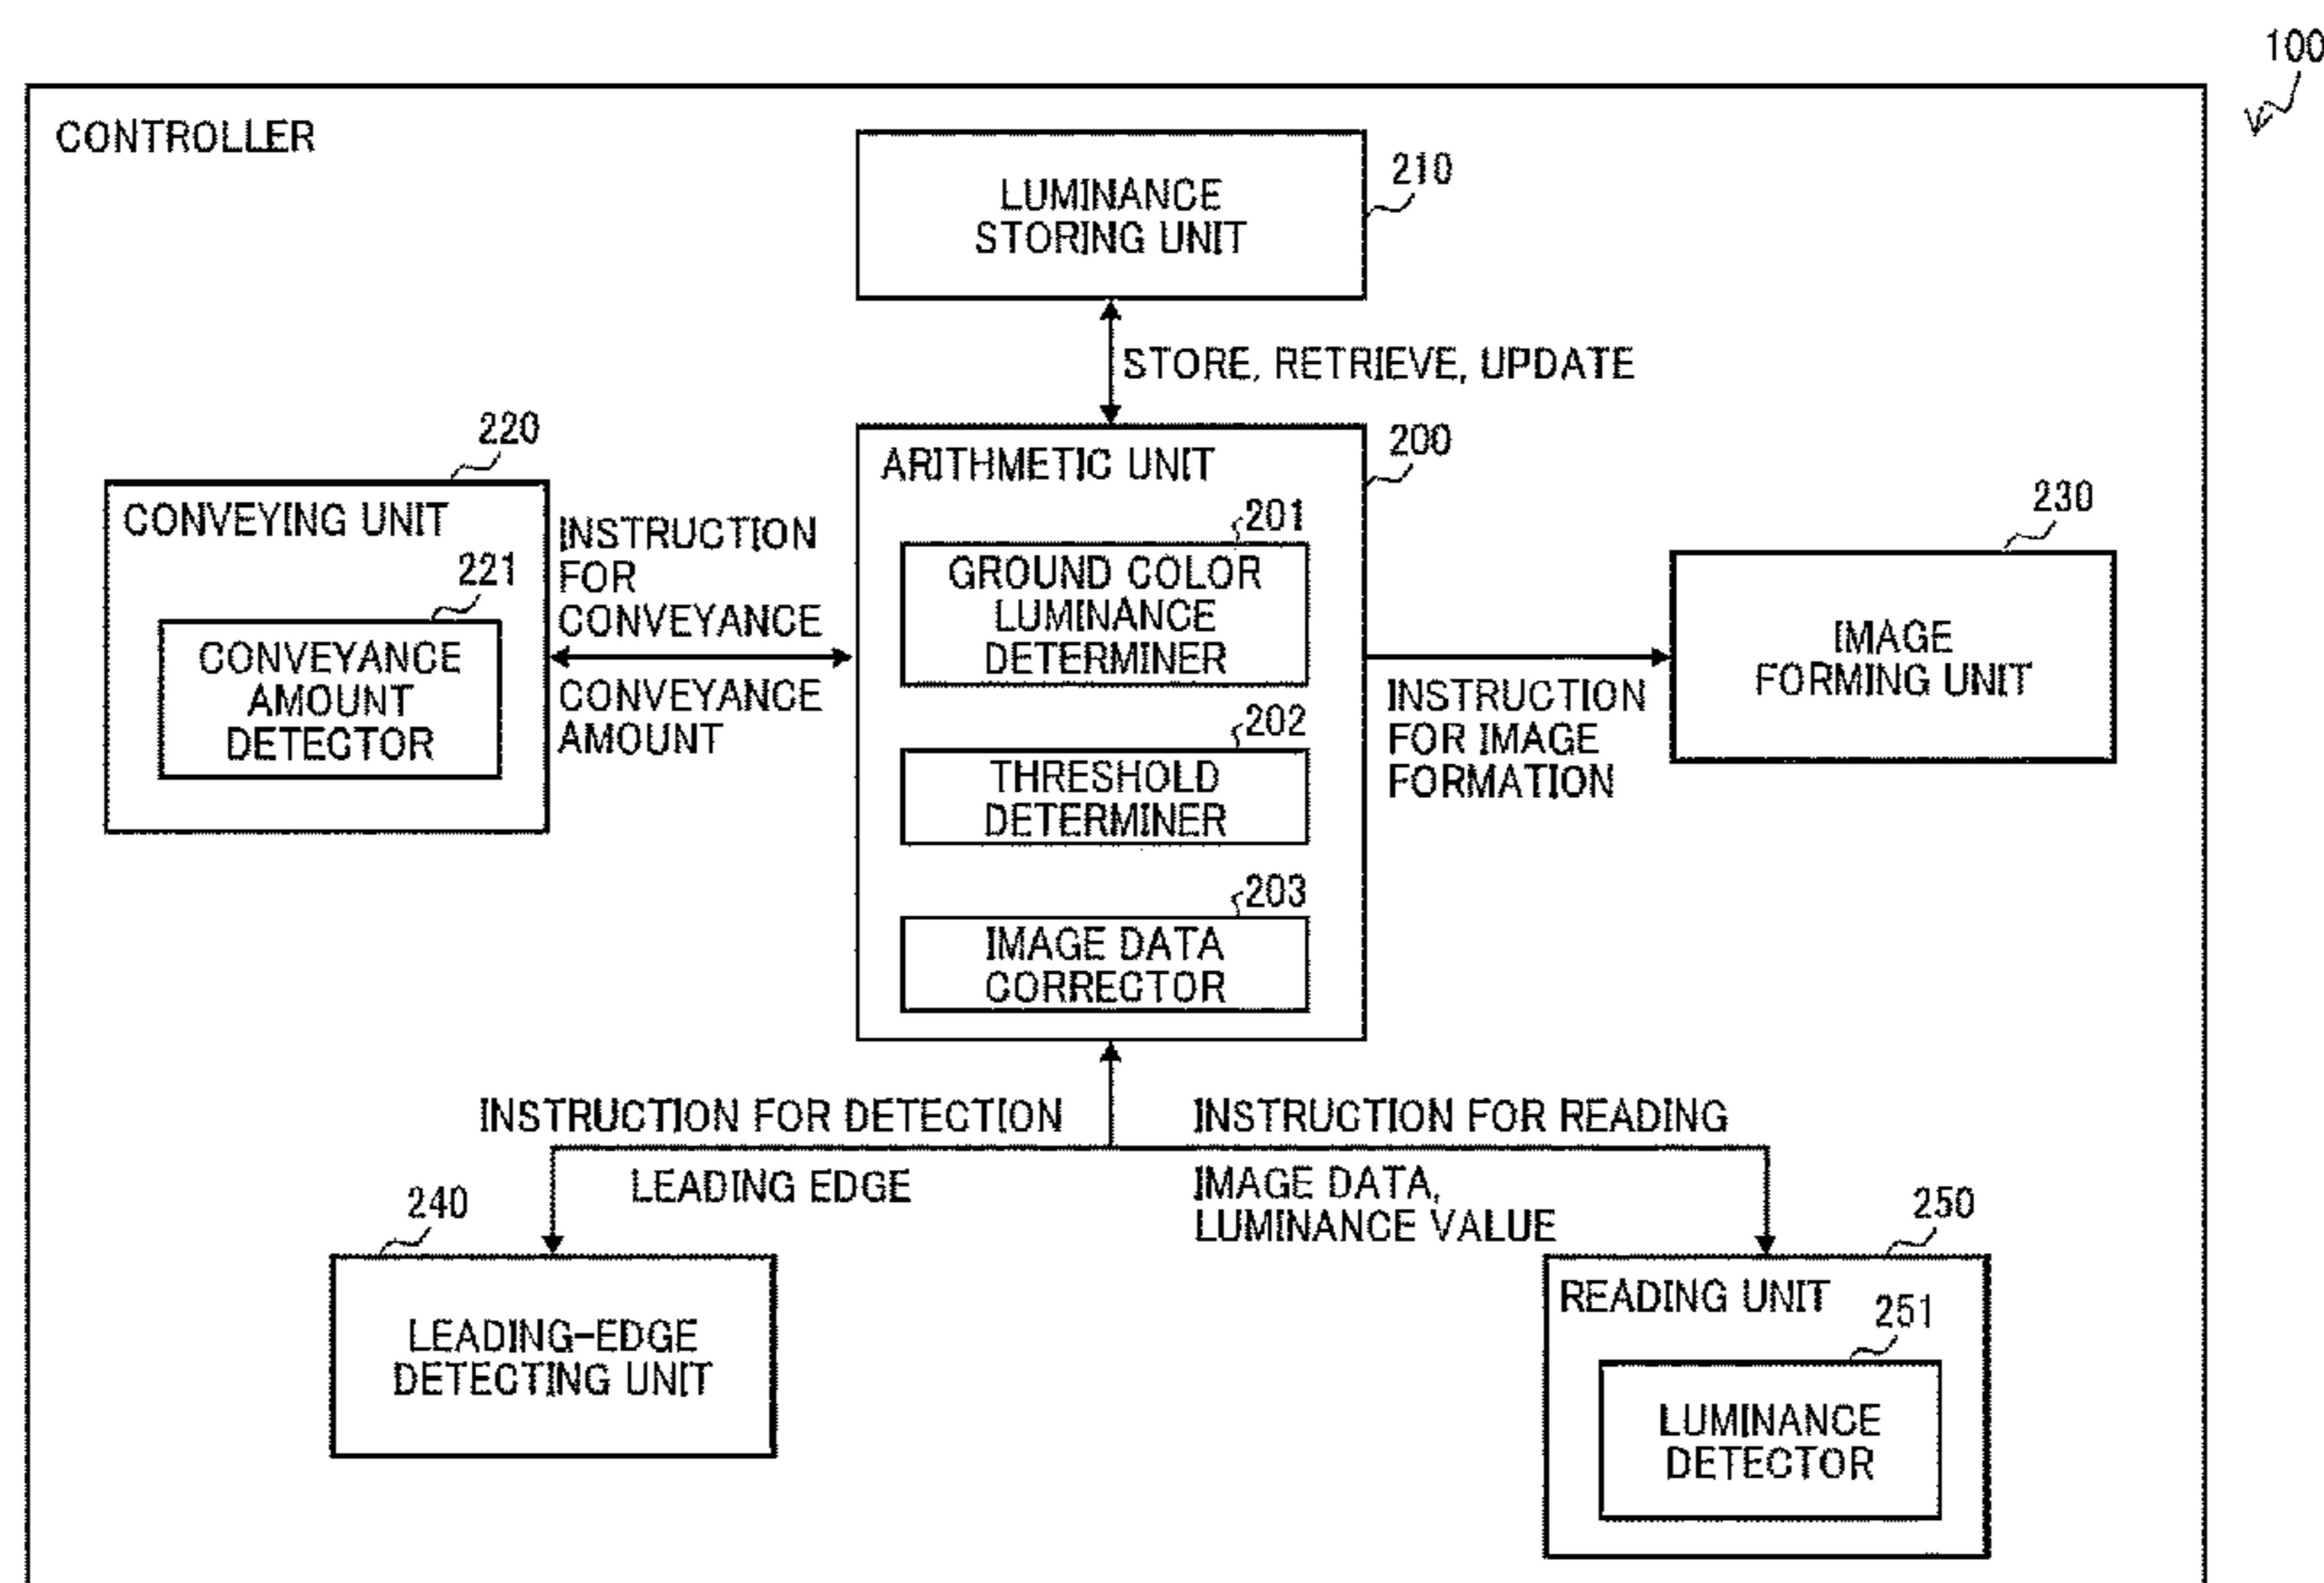 100
CONTROLLER
LUMINANCE
STORING UNIT
210
STORE, RETRIEVE, UPDATE
220
CONVEYING UNIT
221
CONVEYANCE
AMOUNT
DETECTOR
INSTRUCTION
FOR
CONVEYANCE
CONVEYANCE
AMOUNT
200
ARITHMETIC UNIT
201
GROUND COLOR
LUMINANCE
DETERMINER
202
THRESHOLD
DETERMINER
203
IMAGE DATA
CORRECTOR
INSTRUCTION
FOR IMAGE
FORMATION
230
IMAGE
FORMING UNIT
INSTRUCTION FOR DETECTION
LEADING EDGE
INSTRUCTION FOR READING
IMAGE DATA,
LUMINANCE VALUE
240
LEADING-EDGE
DETECTING UNIT
250
READING UNIT
251
LUMINANCE
DETECTOR